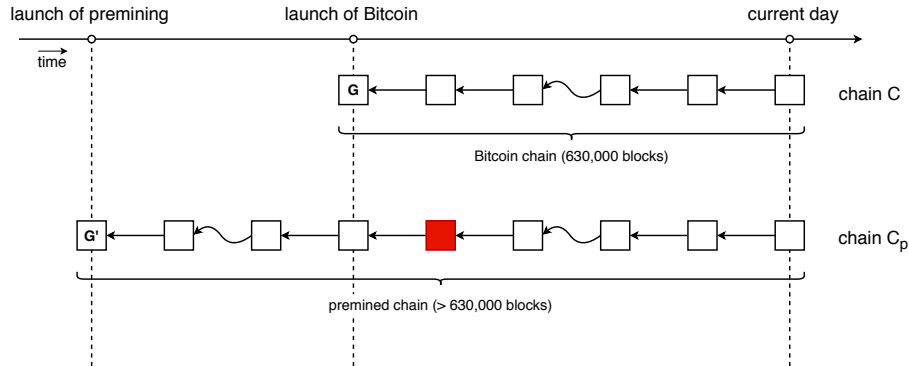 launch of premining
launch of Bitcoin
current day
time
G
chain C
Bitcoin chain (630,000 blocks)
G'
chain Cp
premined chain (> 630,000 blocks)